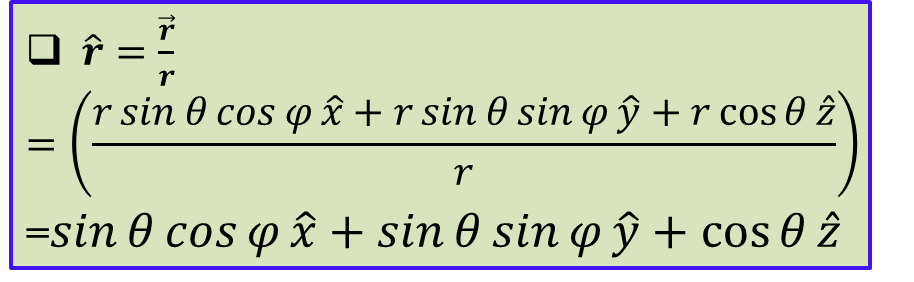 ❑ r̂ = r⃗/r
= ((r sin θ cos φ x̂ + r sin θ sin φ ŷ + r cos θ ẑ)/r)
=sin θ cos φ x̂ + sin θ sin φ ŷ + cos θ ẑ